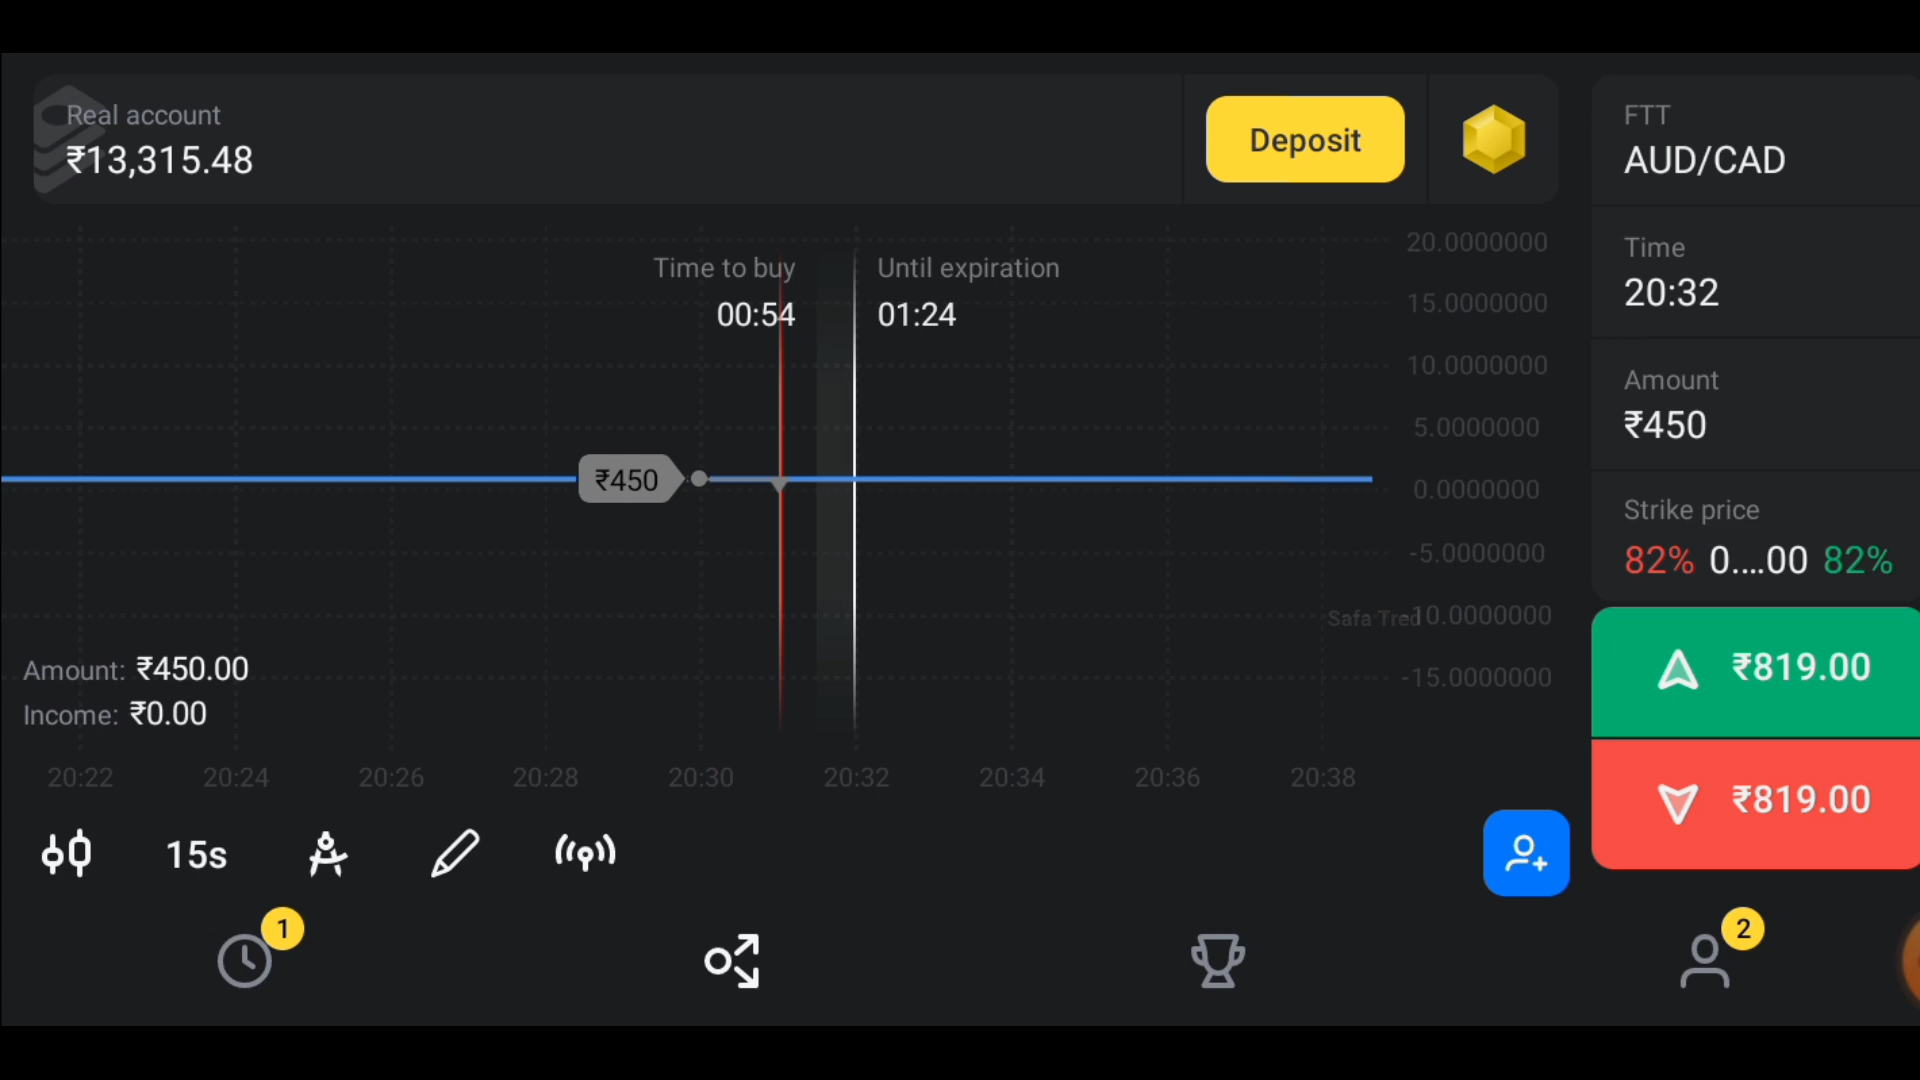 Real account
₹13,315.48
Deposit
FTT
AUD/CAD
Time
20:32
Amount
₹450
Strike price
82% 0....00 82%
₹819.00
₹819.00
Time to buy
00:54
Until expiration
01:24
20.0000000
15.0000000
10.0000000
5.0000000
0.0000000
-5.0000000
-10.0000000
-15.0000000
₹450
Safa Tred
Amount: ₹450.00
Income: ₹0.00
20:22 20:24 20:26 20:28 20:30 20:32 20:34 20:36 20:38
15s
1
2